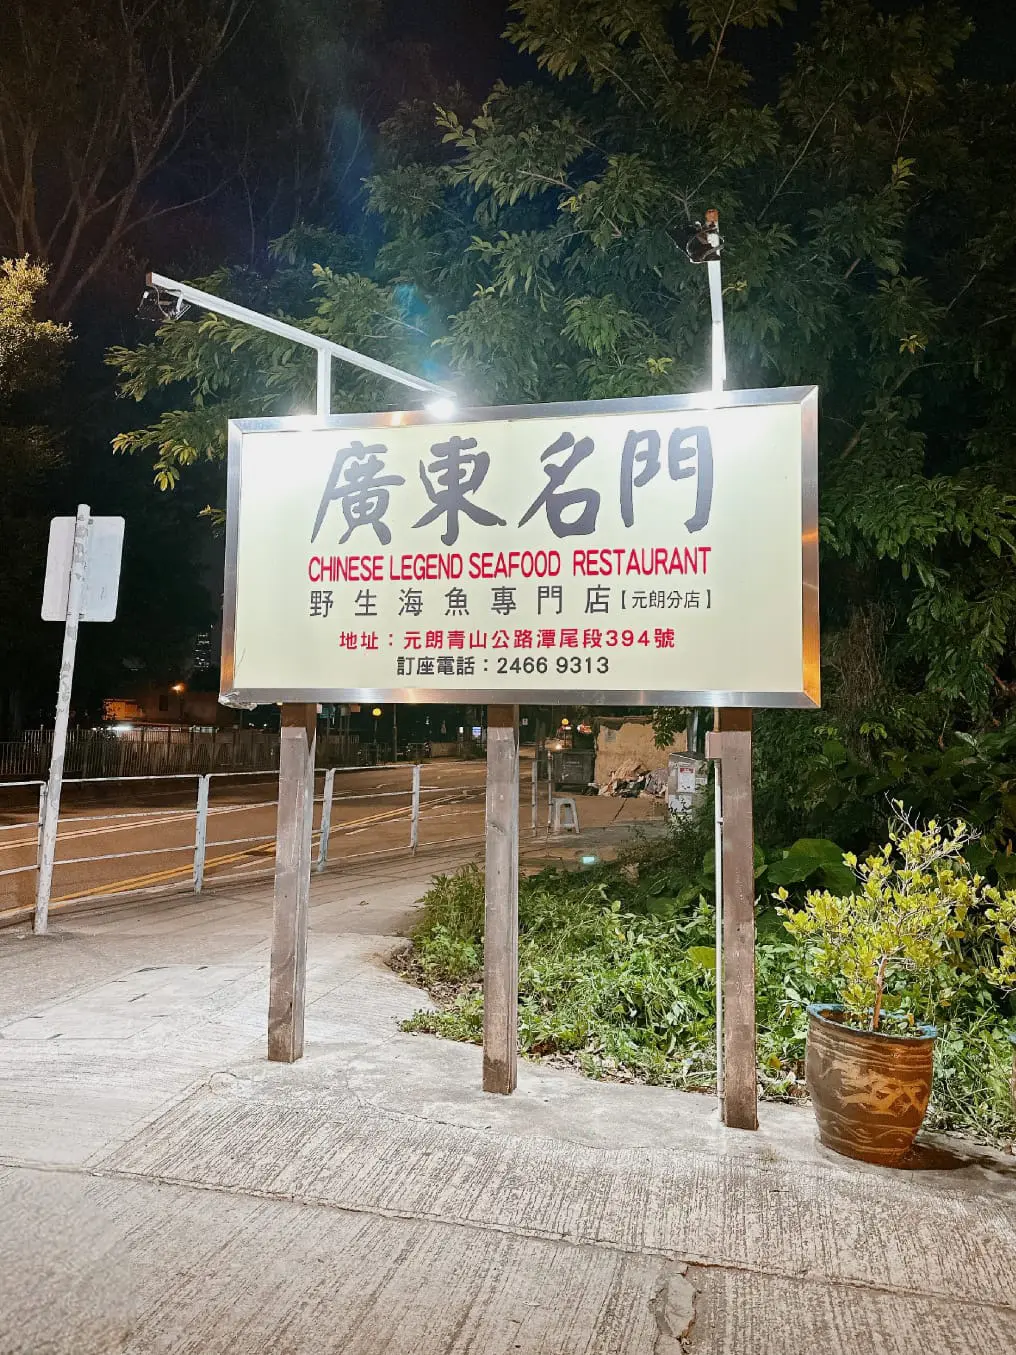 廣東名門
CHINESE LEGEND SEAFOOD RESTAURANT
野生海魚專門店【元朗分店】
地址：元朗青山公路潭尾段394號
訂座電話：2466 9313